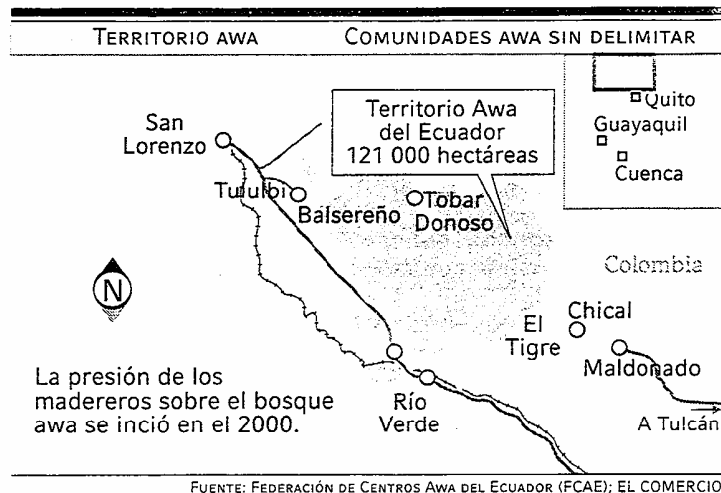 TERRITORIO AWA
COMUNIDADES AWA SIN DELIMITAR
Quito
Guayaquil
Cuenca
Territorio Awa
del Ecuador
121 000 hectáreas
San
Lorenzo
Tululbi
Balsereño
Tobar
Donoso
Colombia
N
El
Tigre
Chical
Maldonado
La presión de los
madereros sobre el bosque
awa se inció en el 2000.
Río
Verde
A Tulcán
FUENTE: FEDERACIÓN DE CENTROS AWA DEL ECUADOR (FCAE); EL COMERCIO